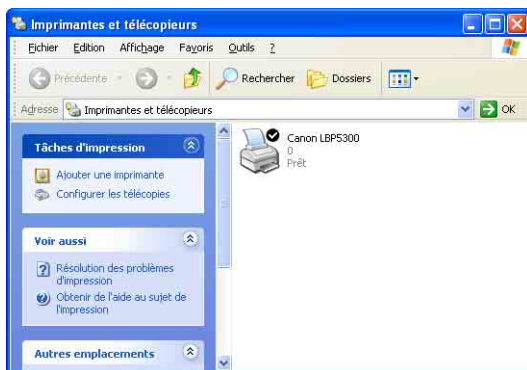 Imprimantes et télécopieurs
Fichier Edition Affichage Favoris Outils ?
Précédente Rechercher Dossiers
Adresse Imprimantes et télécopieurs OK
Tâches d'impression
Ajouter une imprimante
Configurer les télécopies
Voir aussi
Résolution des problèmes
d'impression
Obtenir de l'aide au sujet de
l'impression
Autres emplacements
Canon LBP5300
0
Prêt